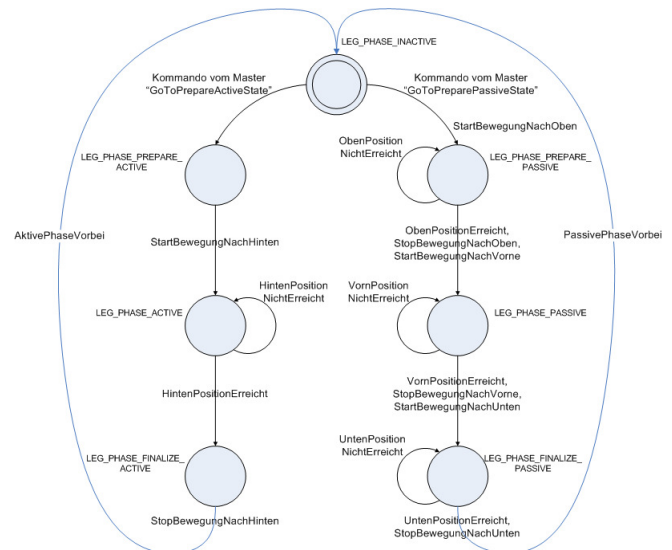 LEG_PHASE_INACTIVE
Kommando vom Master
"GoToPrepareActiveState"
Kommando vom Master
"GoToPreparePassiveState"
StartBewegungNachOben
ObenPosition
NichtErreicht
LEG_PHASE_PREPARE_
ACTIVE
LEG_PHASE_PREPARE_
PASSIVE
AktivePhaseVorbei
StartBewegungNachHinten
ObenPositionErreicht,
StopBewegungNachOben,
StartBewegungNachVorne
PassivePhaseVorbei
HintenPosition
NichtErreicht
VornPosition
NichtErreicht
LEG_PHASE_ACTIVE
LEG_PHASE_PASSIVE
HintenPositionErreicht
VornPositionErreicht,
StopBewegungNachVorne,
StartBewegungNachUnten
UntenPosition
NichtErreicht
LEG_PHASE_FINALIZE_
ACTIVE
LEG_PHASE_FINALIZE_
PASSIVE
StopBewegungNachHinten
UntenPositionErreicht,
StopBewegungNachUnten